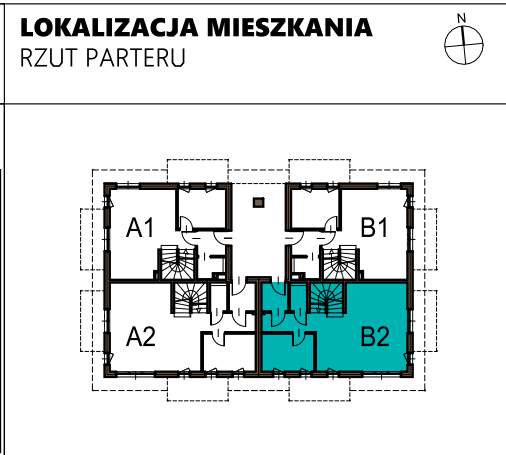 LOKALIZACJA MIESZKANIA
RZUT PARTERU
N
A1
B1
A2
B2